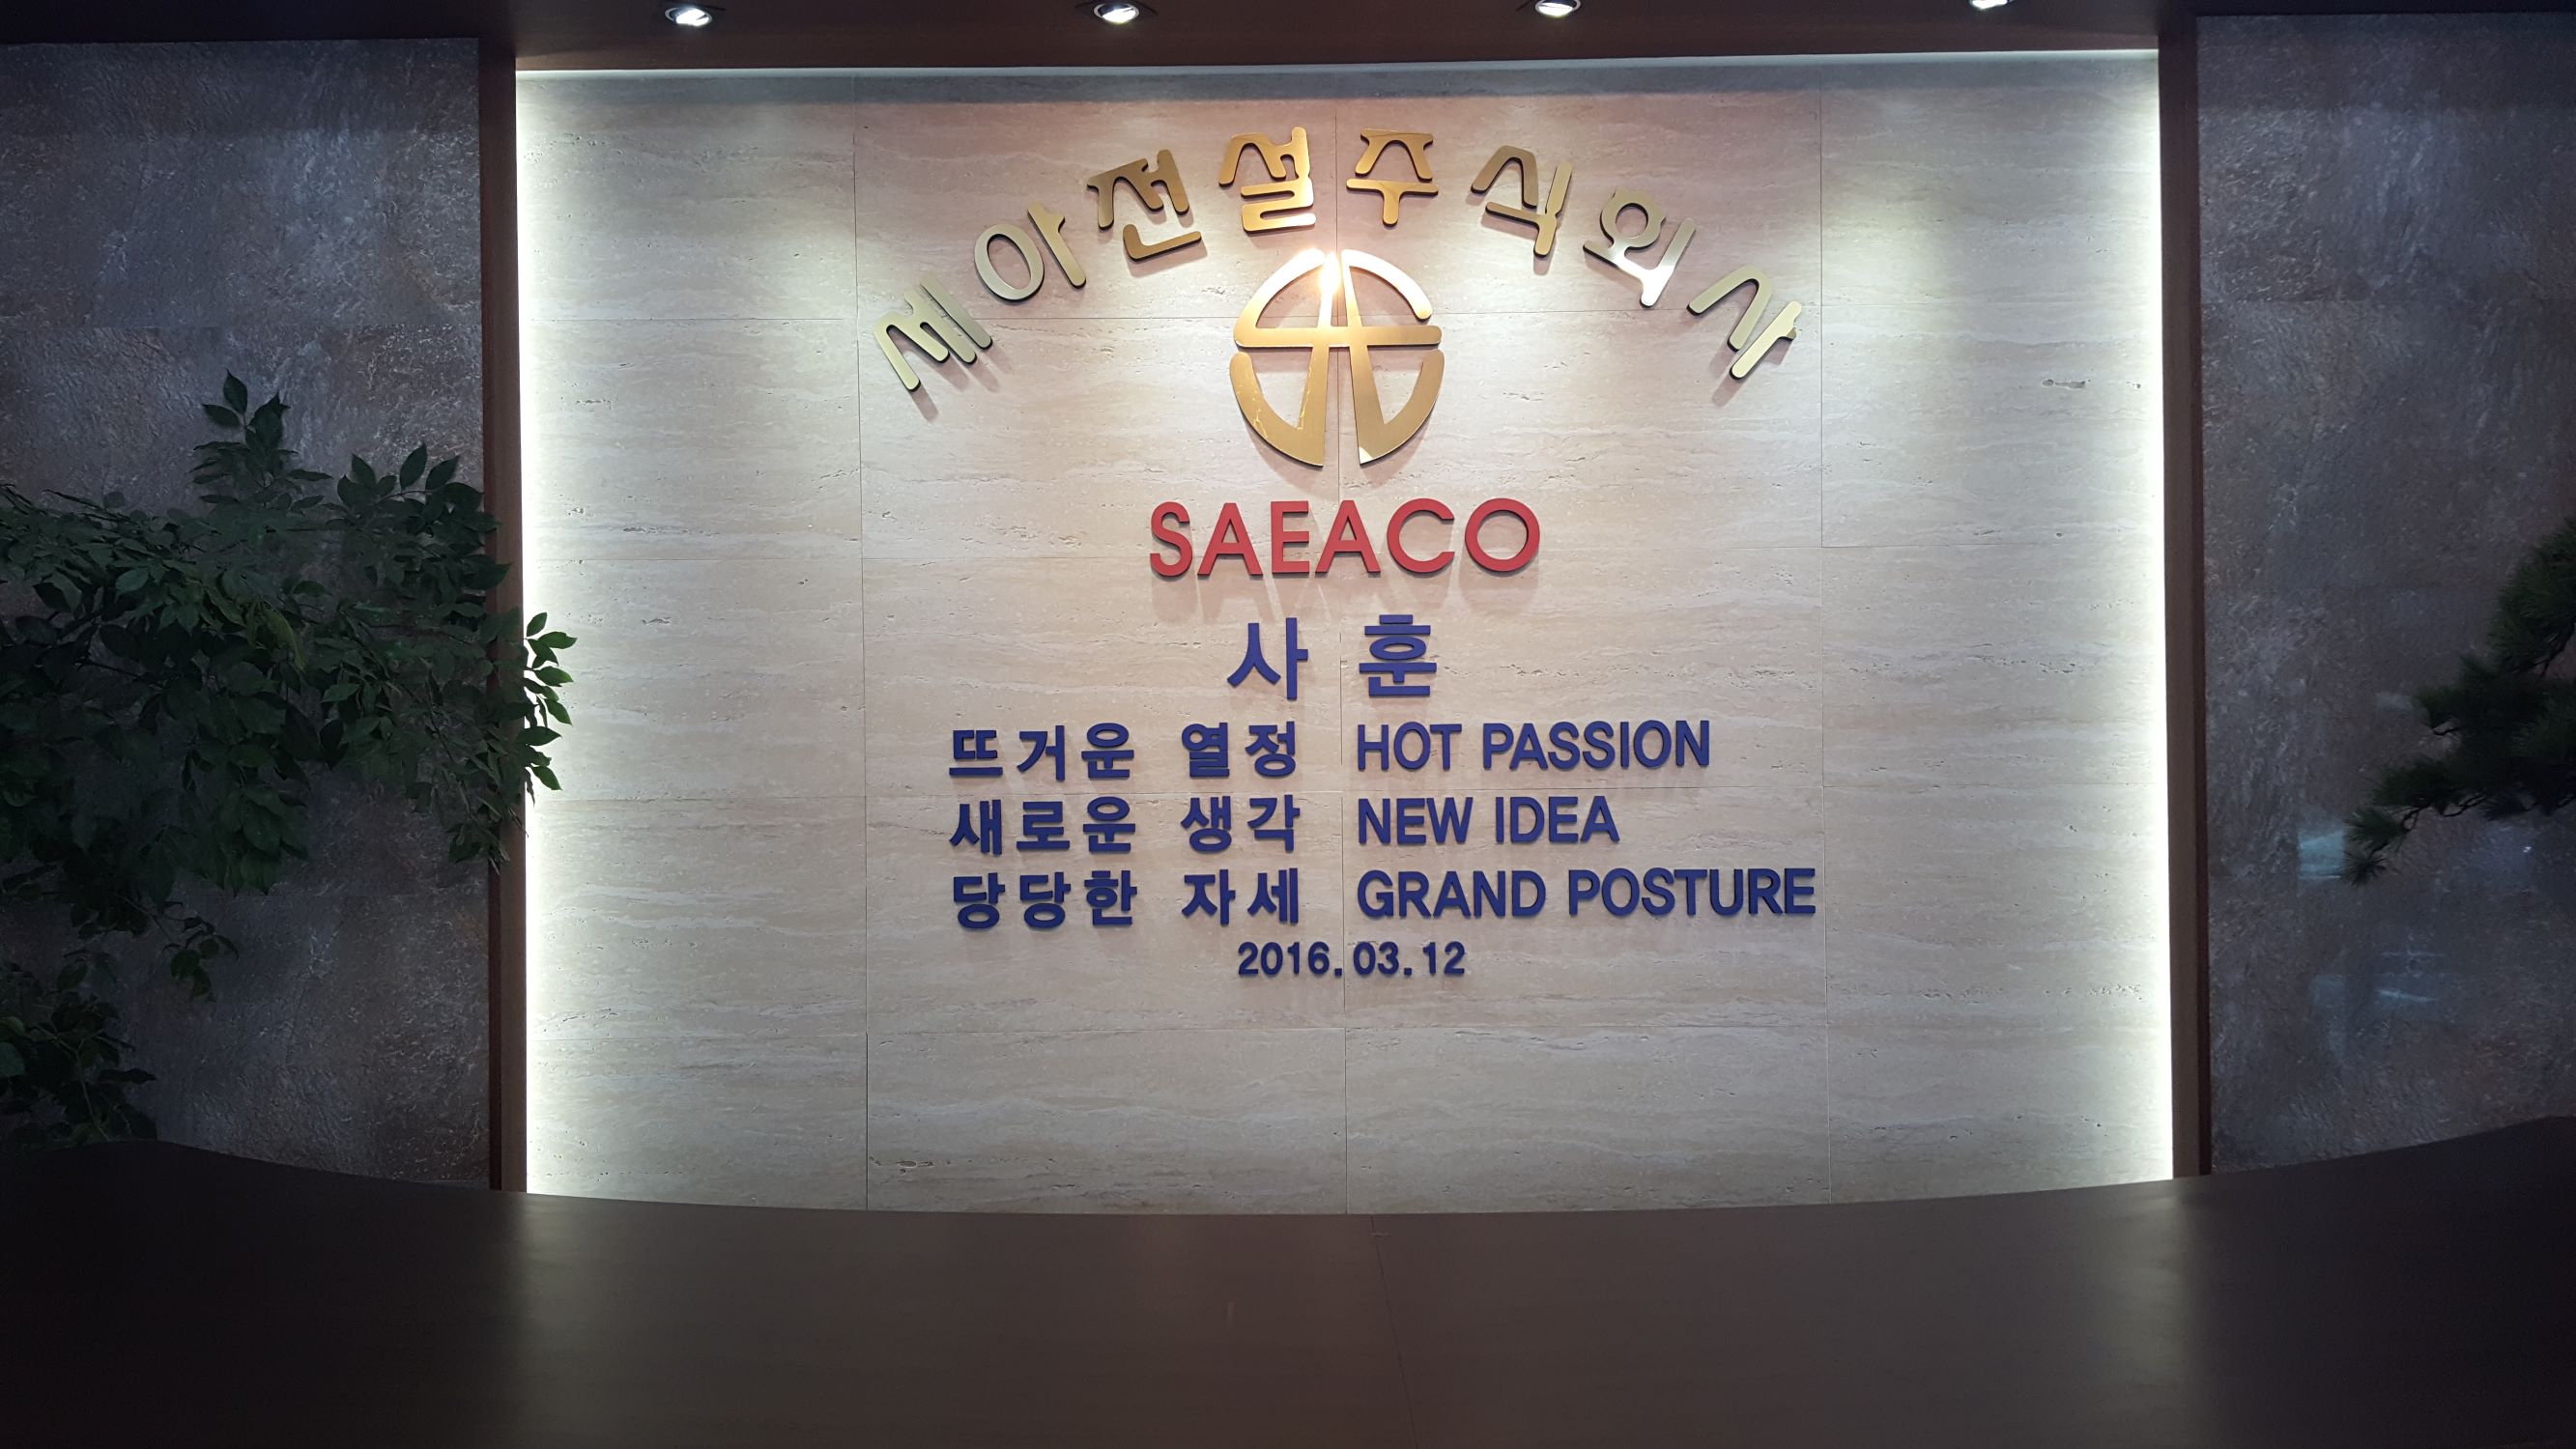 세아전설주식회사
SAEACO
사 훈
뜨거운 열정 HOT PASSION
새로운 생각 NEW IDEA
당당한 자세 GRAND POSTURE
2016.03.12